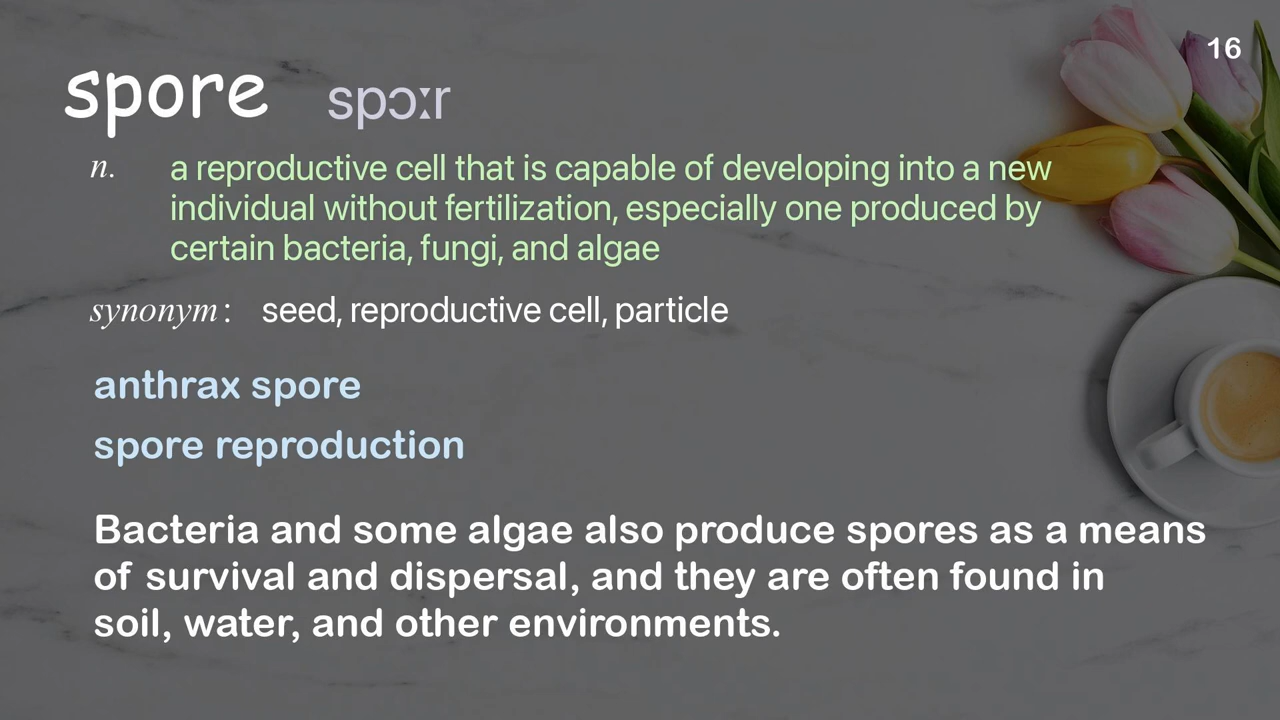 16
spore spɔːr
n. a reproductive cell that is capable of developing into a new
individual without fertilization, especially one produced by
certain bacteria, fungi, and algae
synonym: seed, reproductive cell, particle
anthrax spore
spore reproduction
Bacteria and some algae also produce spores as a means
of survival and dispersal, and they are often found in
soil, water, and other environments.